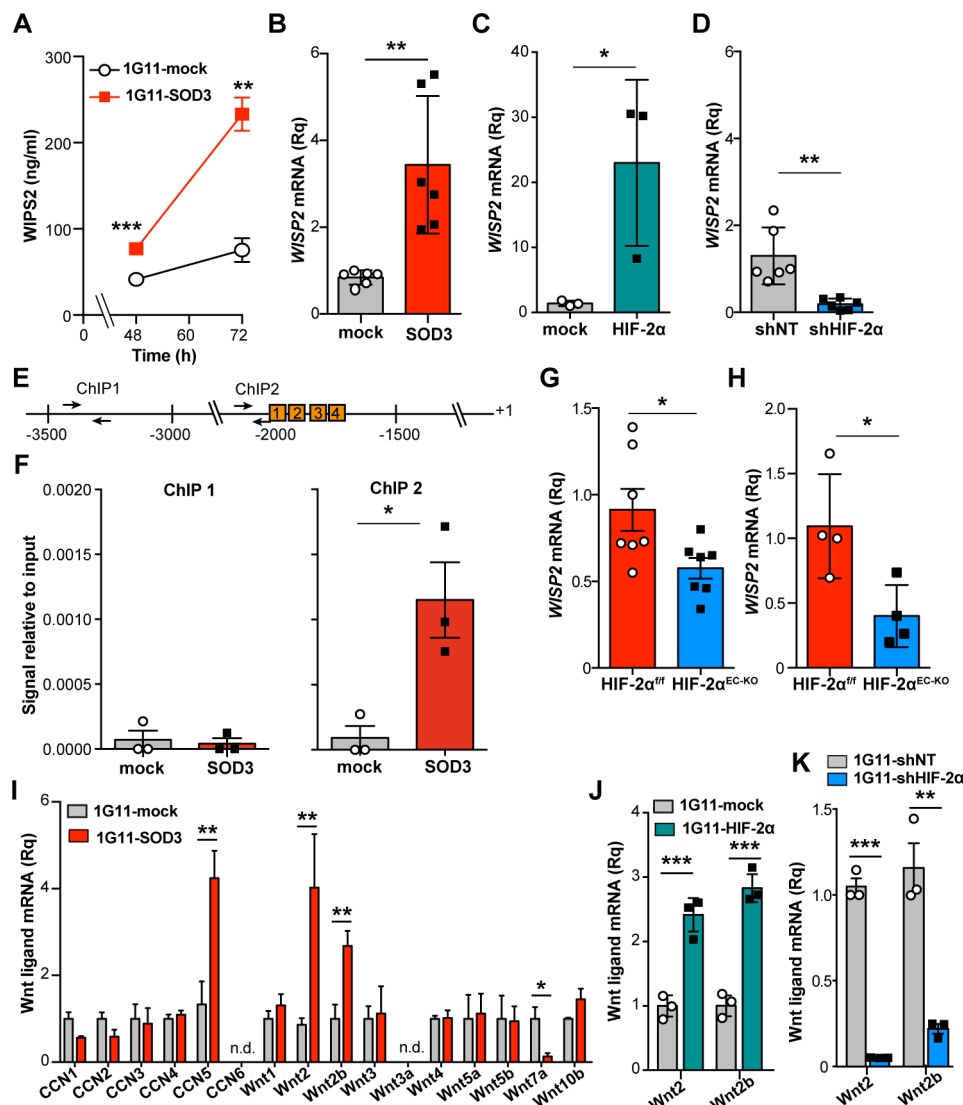 A
WIPS2 (ng/ml)
300
200
150
100
50
0
1G11-mock
1G11-SOD3
***
**
0 48 60 72
Time (h)
B
WISP2 mRNA (Rq)
6
4
2
0
**
mock SOD3
C
WISP2 mRNA (Rq)
40
30
20
10
0
*
mock HIF-2α
D
WISP2 mRNA (Rq)
6
4
2
0
**
shNT shHIF-2α
E
ChIP1
ChIP2
1 2 3 4
+1
-3500 -3000 -2000 -1500
F
Signal relative to input
0.0020
0.0015
0.0010
0.0005
0.0000
ChIP 1
mock SOD3
ChIP 2
*
mock SOD3
G
WISP2 mRNA (Rq)
1.5
1.0
0.5
0.0
*
HIF-2αf/f HIF-2αEC-KO
H
WISP2 mRNA (Rq)
2.0
1.5
1.0
0.5
0.0
*
HIF-2αf/f HIF-2αEC-KO
I
Wnt ligand mRNA (Rq)
6
4
2
0
1G11-mock
1G11-SOD3
**
**
**
*
n.d.
n.d.
CCN1 CCN2 CCN3 CCN4 CCN5 CCN6 Wnt1 Wnt2 Wnt2b Wnt3 Wnt3a Wnt4 Wnt5a Wnt5b Wnt7a Wnt10b
J
Wnt ligand mRNA (Rq)
4
3
2
1
0
1G11-mock
1G11-HIF-2α
***
***
Wnt2 Wnt2b
K
1G11-shNT
1G11-shHIF-2α
Wnt ligand mRNA (Rq)
1.5
1.0
0.5
0
***
**
Wnt2 Wnt2b